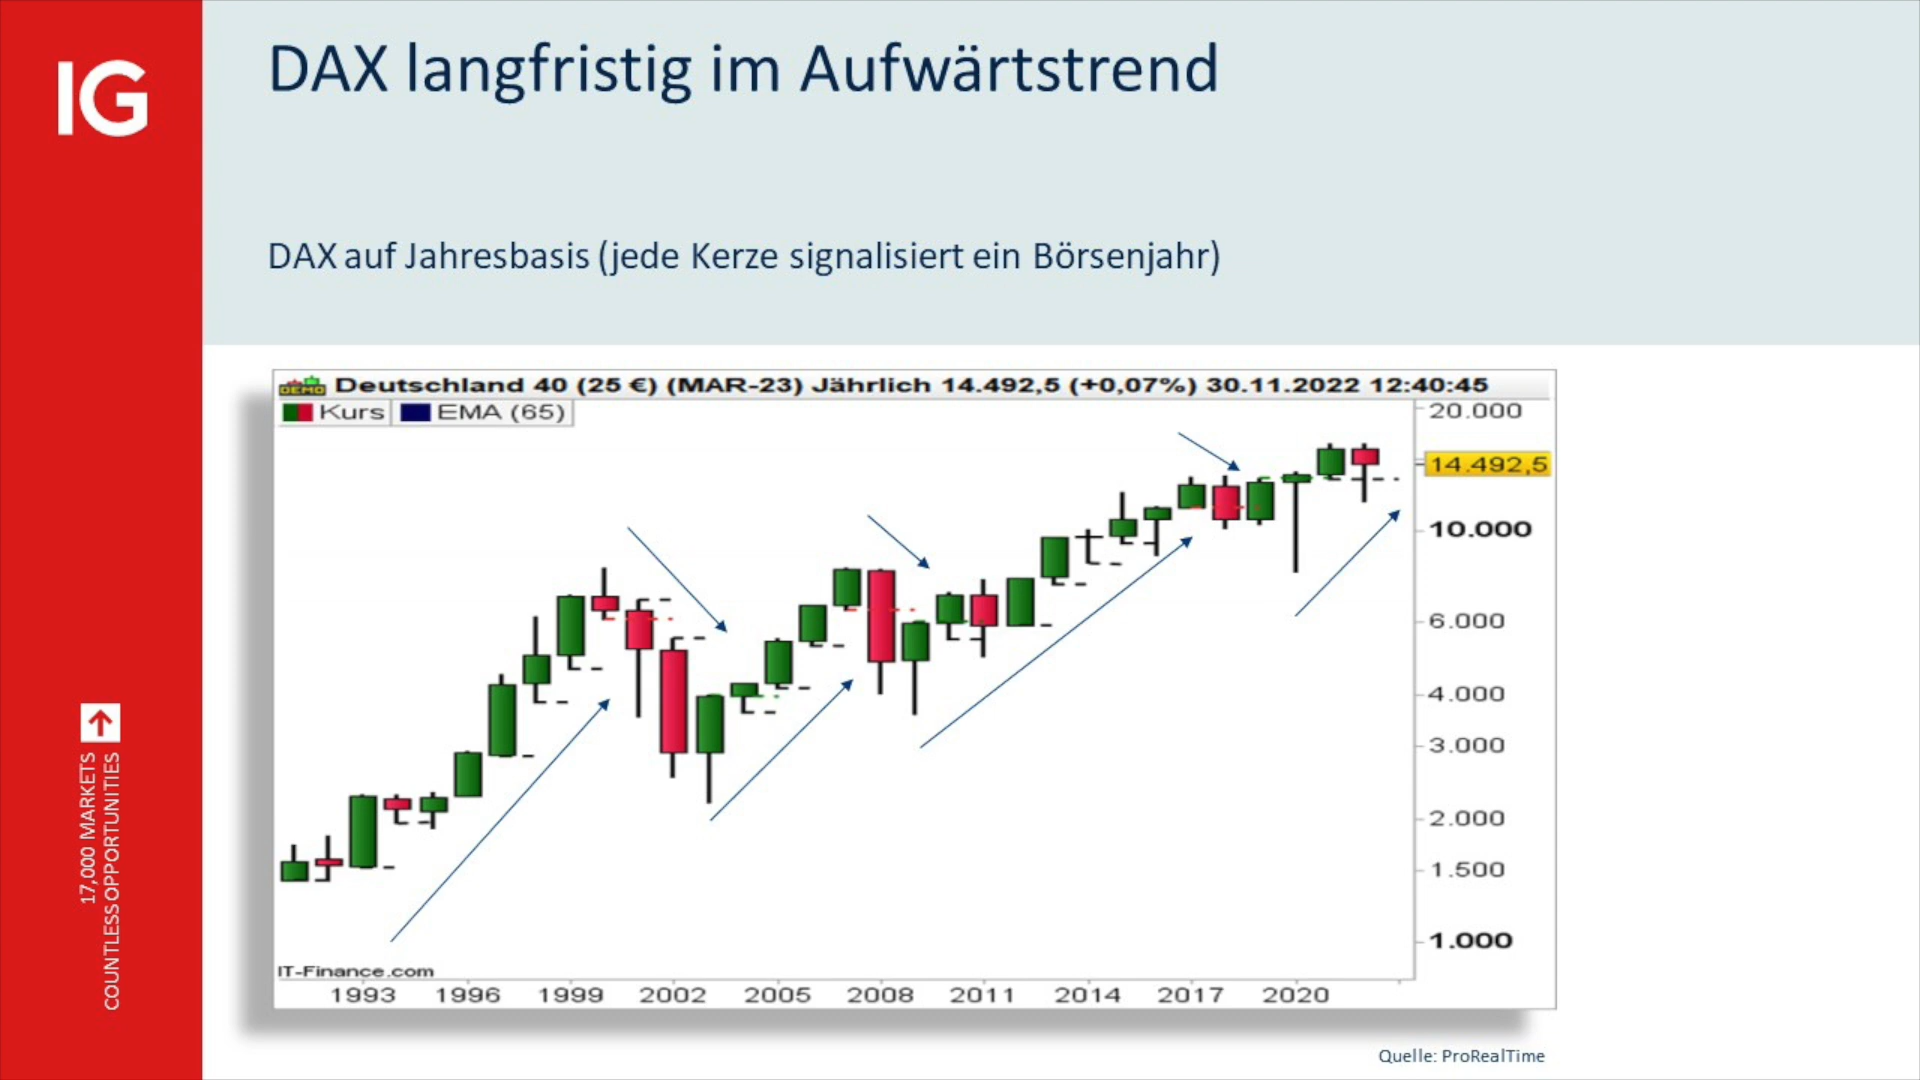 IG
17,000 MARKETS
COUNTLESS OPPORTUNITIES
DAX langfristig im Aufwärtstrend
DAX auf Jahresbasis (jede Kerze signalisiert ein Börsenjahr)
DEMO Deutschland 40 (25 €) (MAR-23) Jährlich 14.492,5 (+0,07%) 30.11.2022 12:40:45
Kurs EMA (65)
20.000
14.492,5
10.000
6.000
4.000
3.000
2.000
1.500
1.000
IT-Finance.com
1993 1996 1999 2002 2005 2008 2011 2014 2017 2020
Quelle: ProRealTime